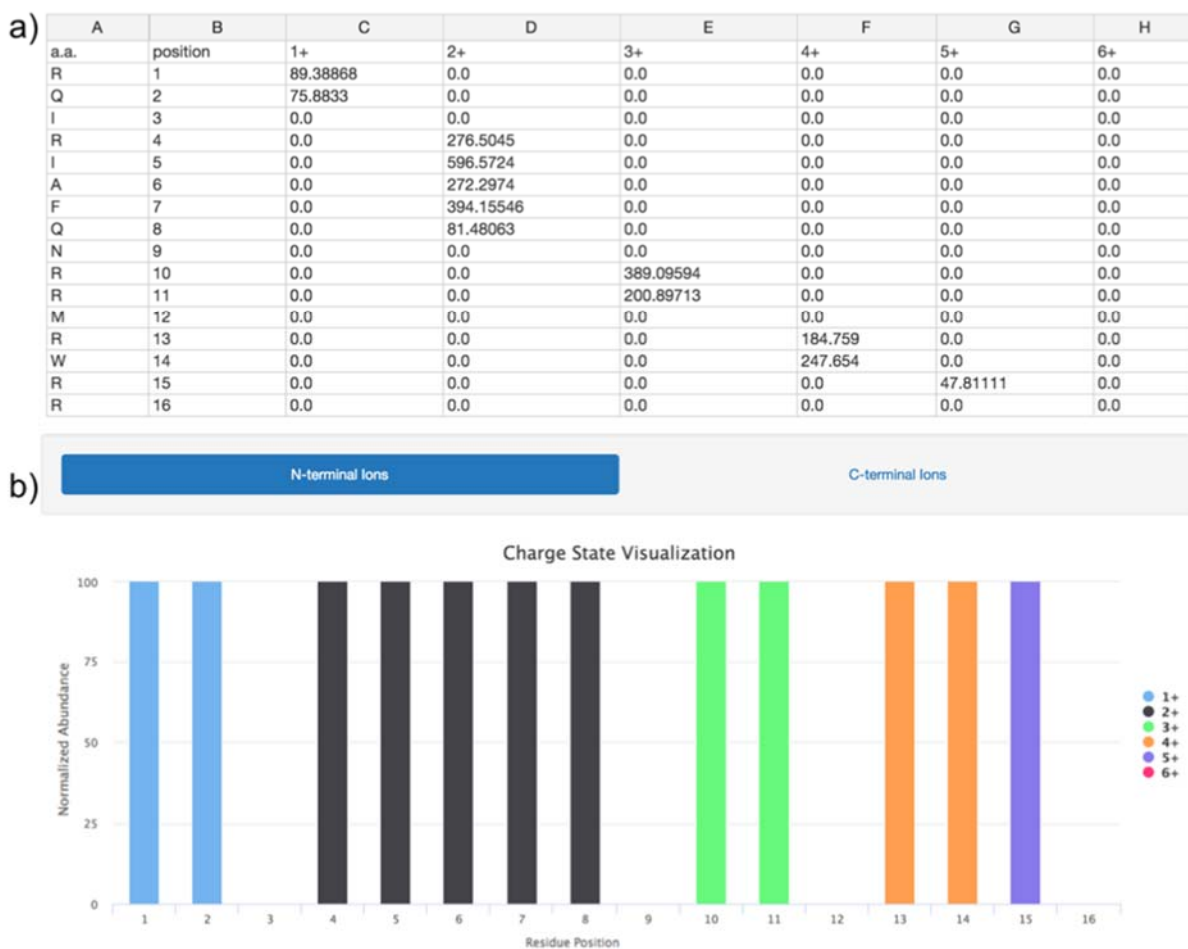 a)
A B C D E F G H
a.a. position 1+ 2+ 3+ 4+ 5+ 6+
R 1 89.38868 0.0 0.0 0.0 0.0 0.0
Q 2 75.8833 0.0 0.0 0.0 0.0 0.0
I 3 0.0 0.0 0.0 0.0 0.0 0.0
R 4 0.0 276.5045 0.0 0.0 0.0 0.0
I 5 0.0 596.5724 0.0 0.0 0.0 0.0
A 6 0.0 272.2974 0.0 0.0 0.0 0.0
F 7 0.0 394.15546 0.0 0.0 0.0 0.0
Q 8 0.0 81.48063 0.0 0.0 0.0 0.0
N 9 0.0 0.0 0.0 0.0 0.0 0.0
R 10 0.0 0.0 389.09594 0.0 0.0 0.0
R 11 0.0 0.0 200.89713 0.0 0.0 0.0
M 12 0.0 0.0 0.0 0.0 0.0 0.0
R 13 0.0 0.0 0.0 184.759 0.0 0.0
W 14 0.0 0.0 0.0 247.654 0.0 0.0
R 15 0.0 0.0 0.0 0.0 47.81111 0.0
R 16 0.0 0.0 0.0 0.0 0.0 0.0
b)
N-terminal Ions C-terminal Ions
Charge State Visualization
Normalized Abundance
100
75
50
25
0
1 2 3 4 5 6 7 8 9 10 11 12 13 14 15 16
Residue Position
1+
2+
3+
4+
5+
6+